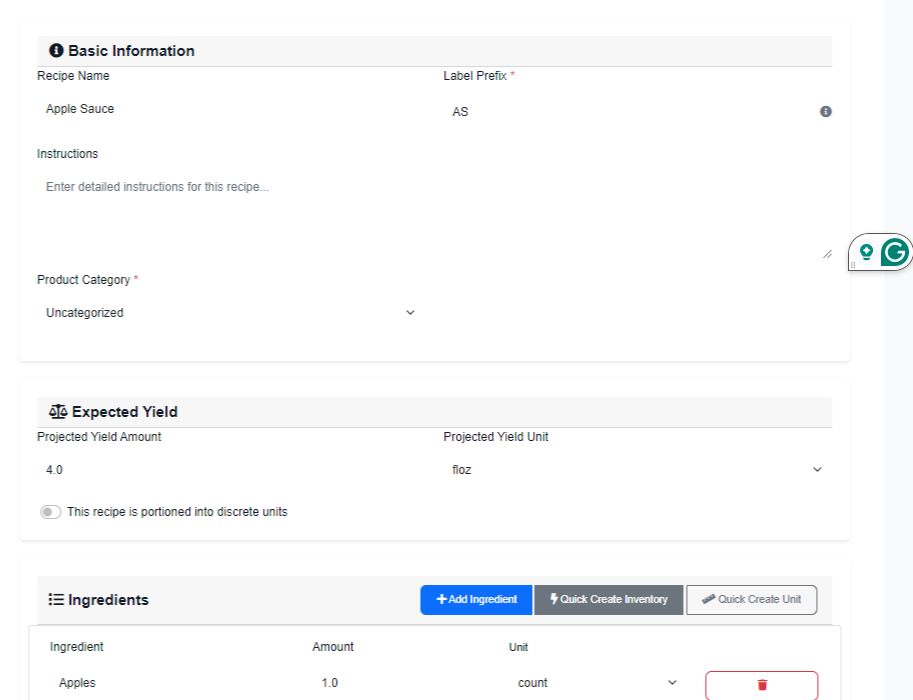 Basic Information
Recipe Name Label Prefix *
Apple Sauce AS
Instructions
Enter detailed instructions for this recipe...
Product Category *
Uncategorized
Expected Yield
Projected Yield Amount Projected Yield Unit
4.0 floz
This recipe is portioned into discrete units
Ingredients + Add Ingredient Quick Create Inventory Quick Create Unit
Ingredient Amount Unit
Apples 1.0 count